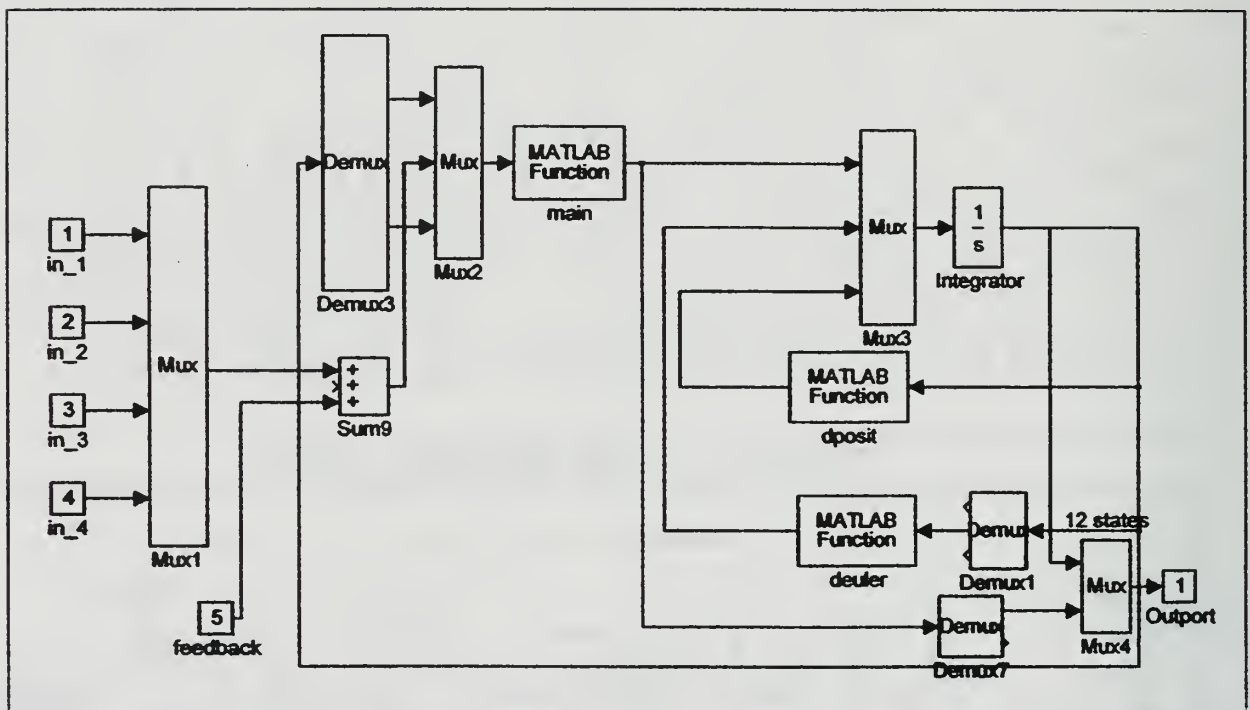 1
in_1
2
in_2
3
in_3
4
in_4
Mux
Mux1
5
feedback
Demux
Demux3
+
+
+
Sum9
Mux
Mux2
MATLAB
Function
main
Mux
Mux3
1
s
Integrator
MATLAB
Function
dposit
MATLAB
Function
deuler
Demux
Demux1
12 states
Demux
Demux7
Mux
Mux4
1
Outport